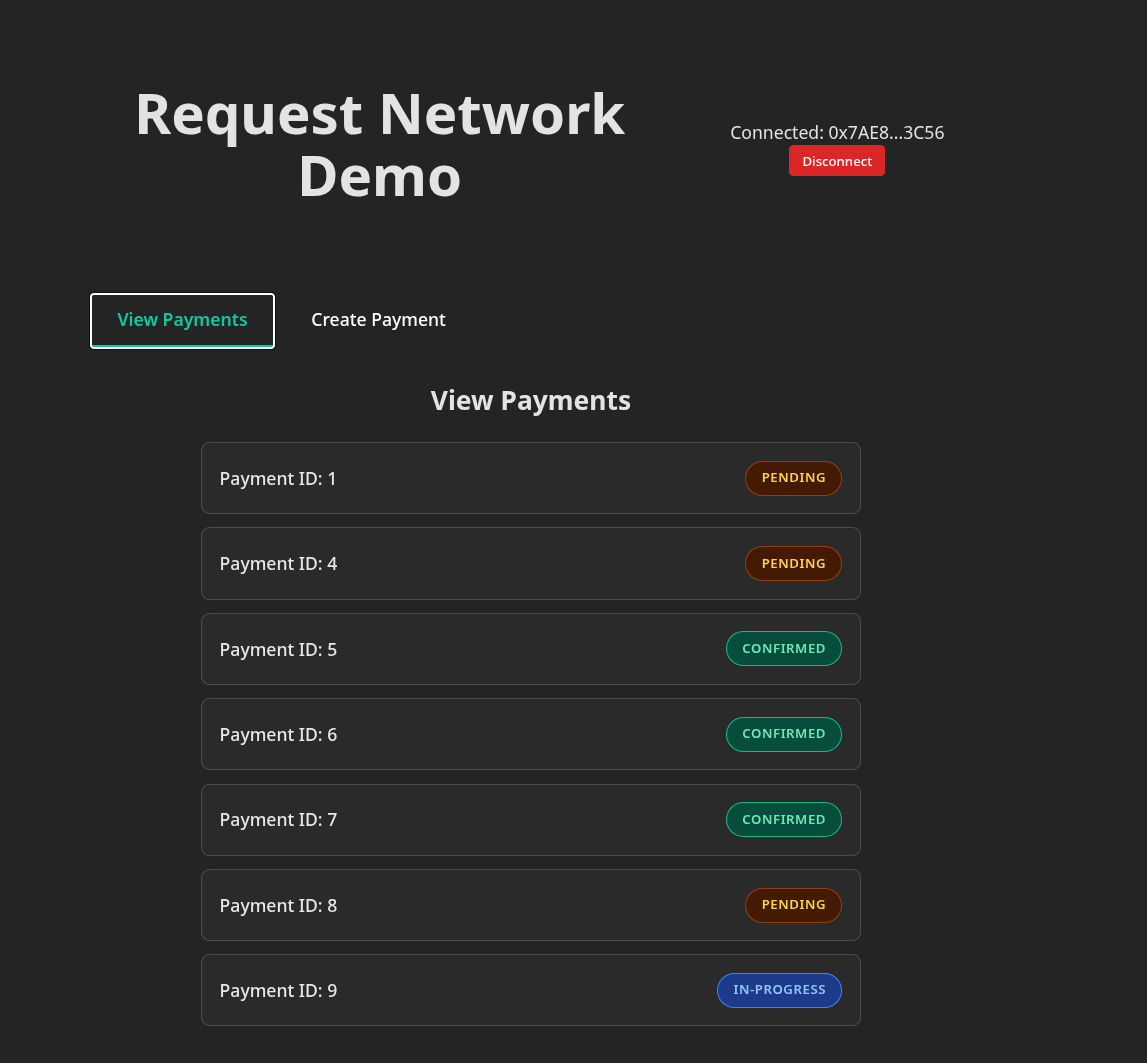 Request Network
Demo
Connected: 0x7AE8...3C56
Disconnect
View Payments
Create Payment
View Payments
Payment ID: 1
PENDING
Payment ID: 4
PENDING
Payment ID: 5
CONFIRMED
Payment ID: 6
CONFIRMED
Payment ID: 7
CONFIRMED
Payment ID: 8
PENDING
Payment ID: 9
IN-PROGRESS